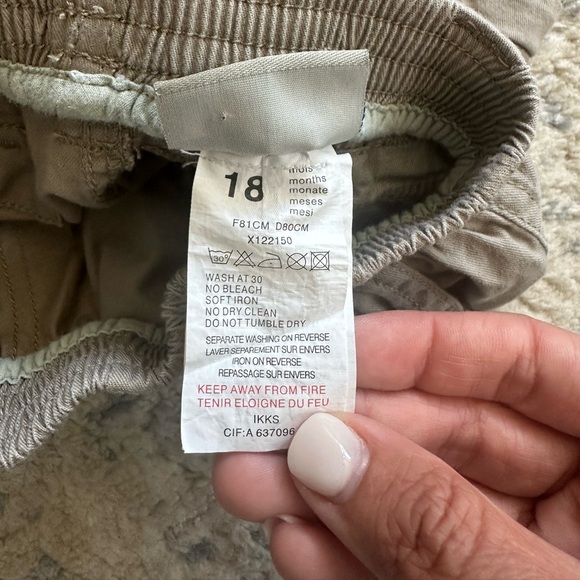 18
mois
months
monate
meses
mesi
F81CM D80CM
X122150
30°
WASH AT 30
NO BLEACH
SOFT IRON
NO DRY.CLEAN
DO NOT TUMBLE DRY
SEPARATE WASHING ON REVERSE
LAVER SÉPAREMENT SUR ENVERS
IRON ON REVERSE
REPASSAGE SUR ENVERS
KEEP AWAY FROM FIRE
TENIR ELOIGNE DU FEU
IKKS
CIF:A 637096